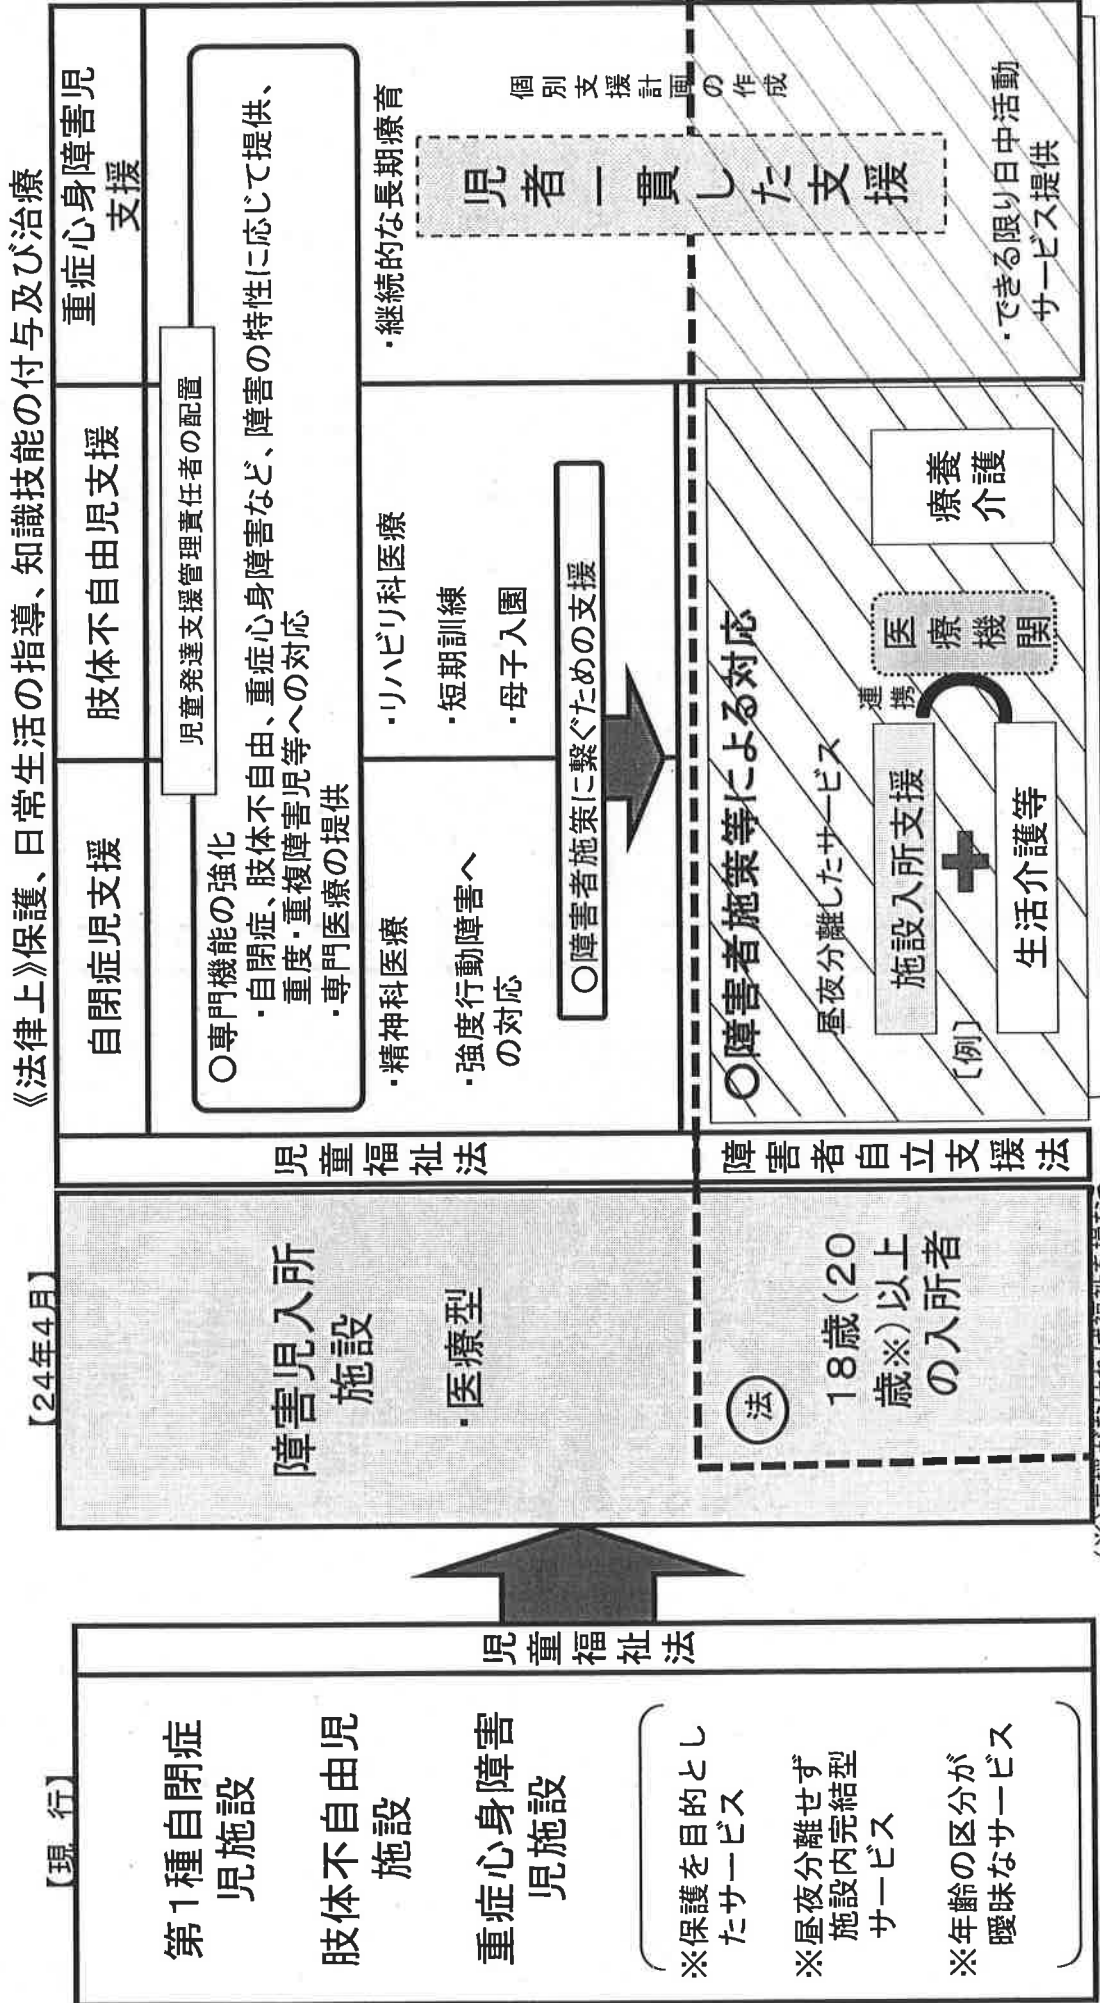 【現　行】
第１種自閉症
児施設
肢体不自由児
施設
重症心身障害
児施設
※保護を目的とし
たサービス
※昼夜分離せず
施設内完結型
サービス
※年齢の区分が
曖昧なサービス
児童福祉法
【24年4月】
障害児入所
施設
・医療型
法
18歳（20
歳※）以上
の入所者
《法律上》保護、日常生活の指導、知識技能の付与及び治療
児童福祉法
障害者自立支援法
自閉症児支援
肢体不自由児支援
重症心身障害児
支援
児童発達支援管理責任者の配置
〇専門機能の強化
・自閉症、肢体不自由、重症心身障害など、障害の特性に応じて提供、
重度・重複障害児等への対応
・専門医療の提供
・精神科医療
・強度行動障害へ
の対応
・リハビリ科医療
・短期訓練
・母子入園
・継続的な長期療育
〇障害者施策に繋ぐための支援
児者一貫した支援
個別支援計画の作成
〇障害者施策等による対応
昼夜分離したサービス
［例］
施設入所支援
生活介護等
連携
医療機関
療養
介護
・できる限り日中活動
サービス提供